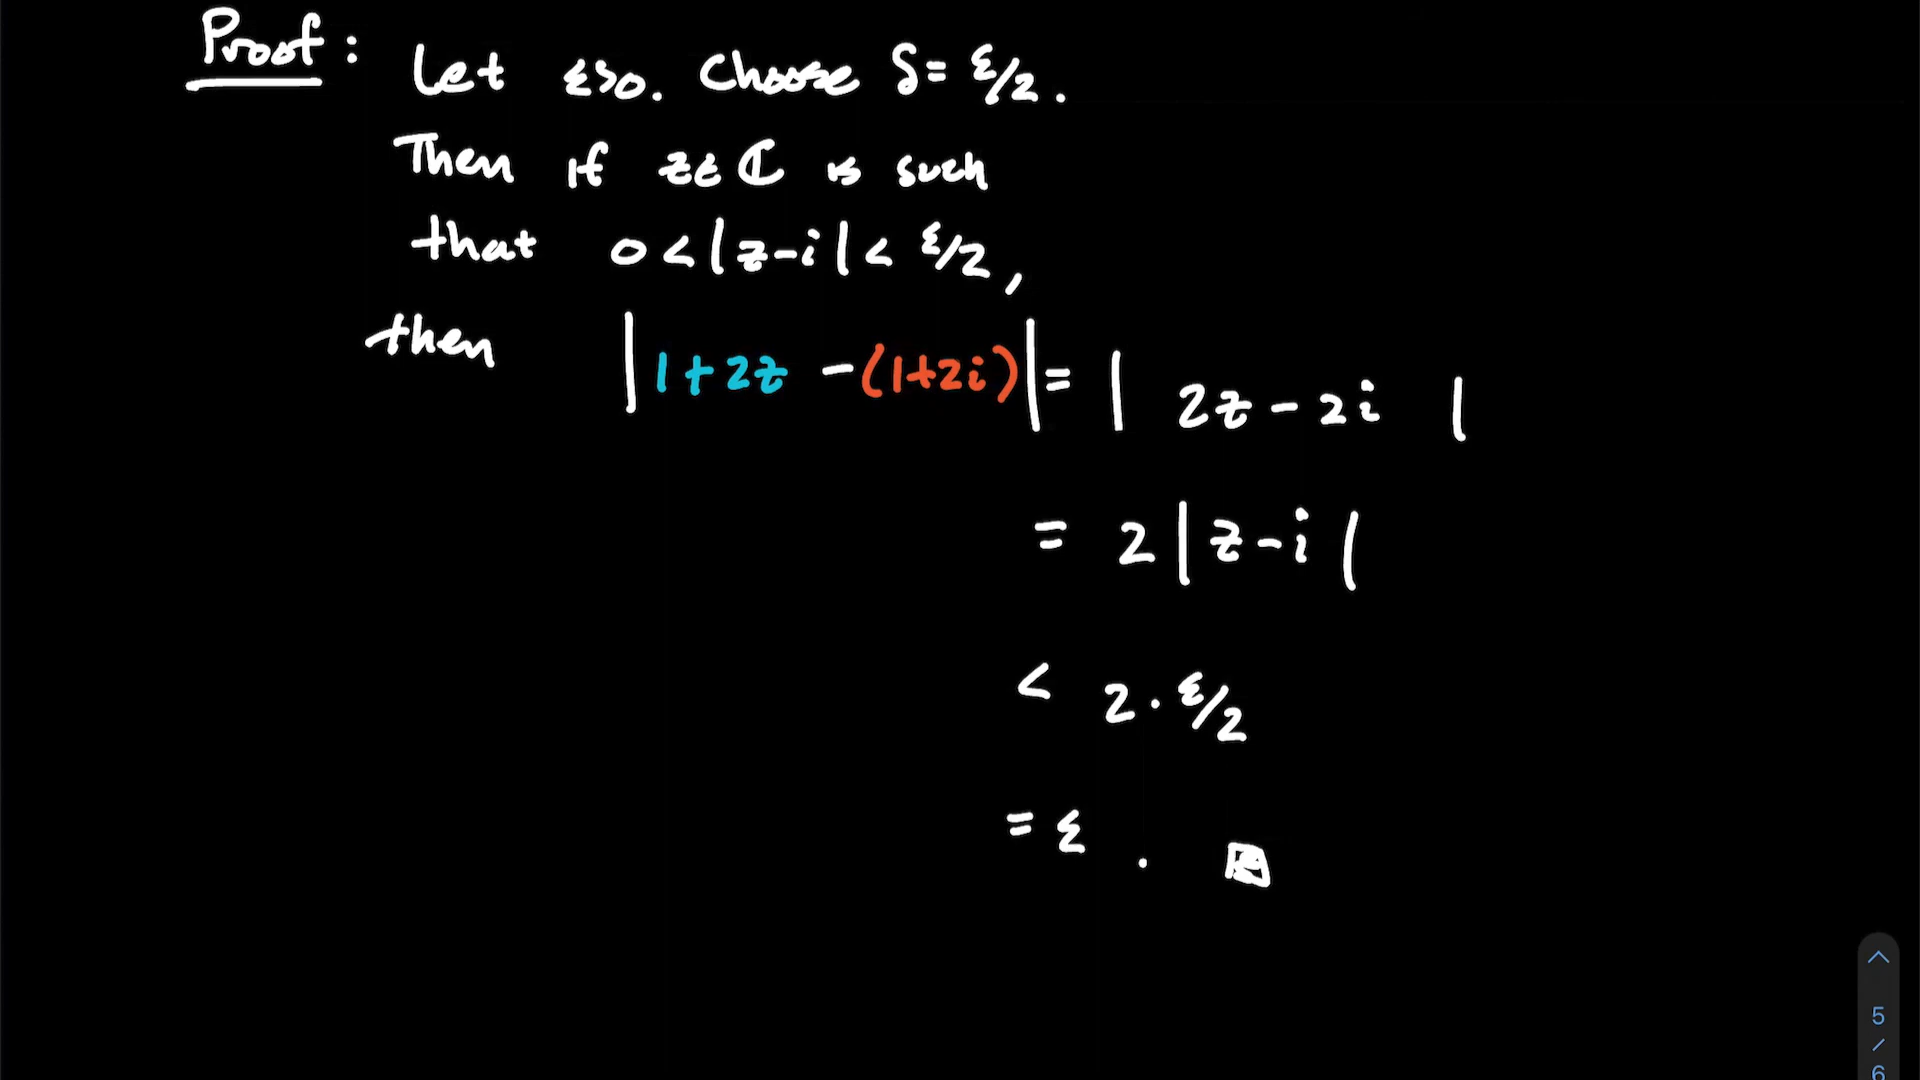 Proof: Let ε>0. Choose δ= ε/2.
Then if z∈ℂ is such
that 0<|z-i|< ε/2,
then |1+2z -(1+2i)|= | 2z-2i |
= 2|z-i|
< 2·ε/2
=ε .
5
/
6